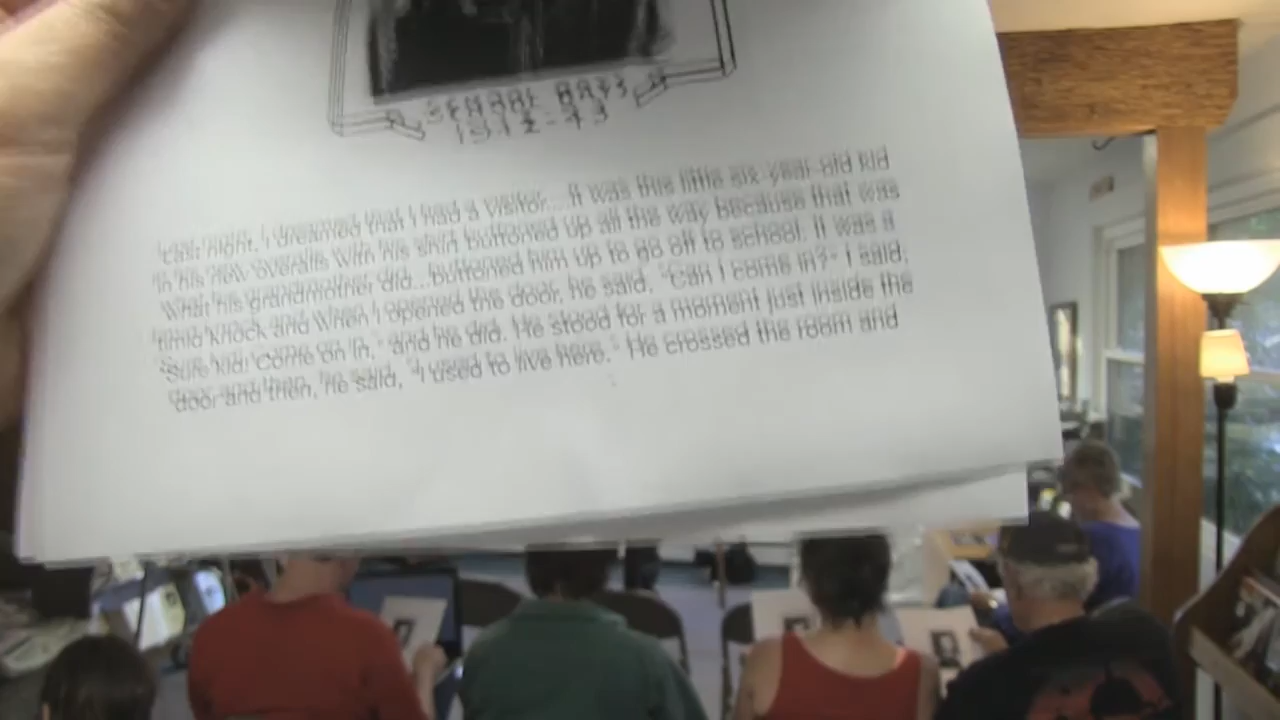 SCHOOL DAYS
1942-43
"Last night, I dreamed that I had a visitor....It was this little six-year-old kid
in his new overalls with his shirt buttoned up all the way because that was
what his grandmother did...buttoned him up to go off to school. It was a
timid knock and when I opened the door, he said, "Can I come in?" I said,
"Sure kid! Come on in," and he did. He stood for a moment just inside the
door and then, he said, "I used to live here." He crossed the room and